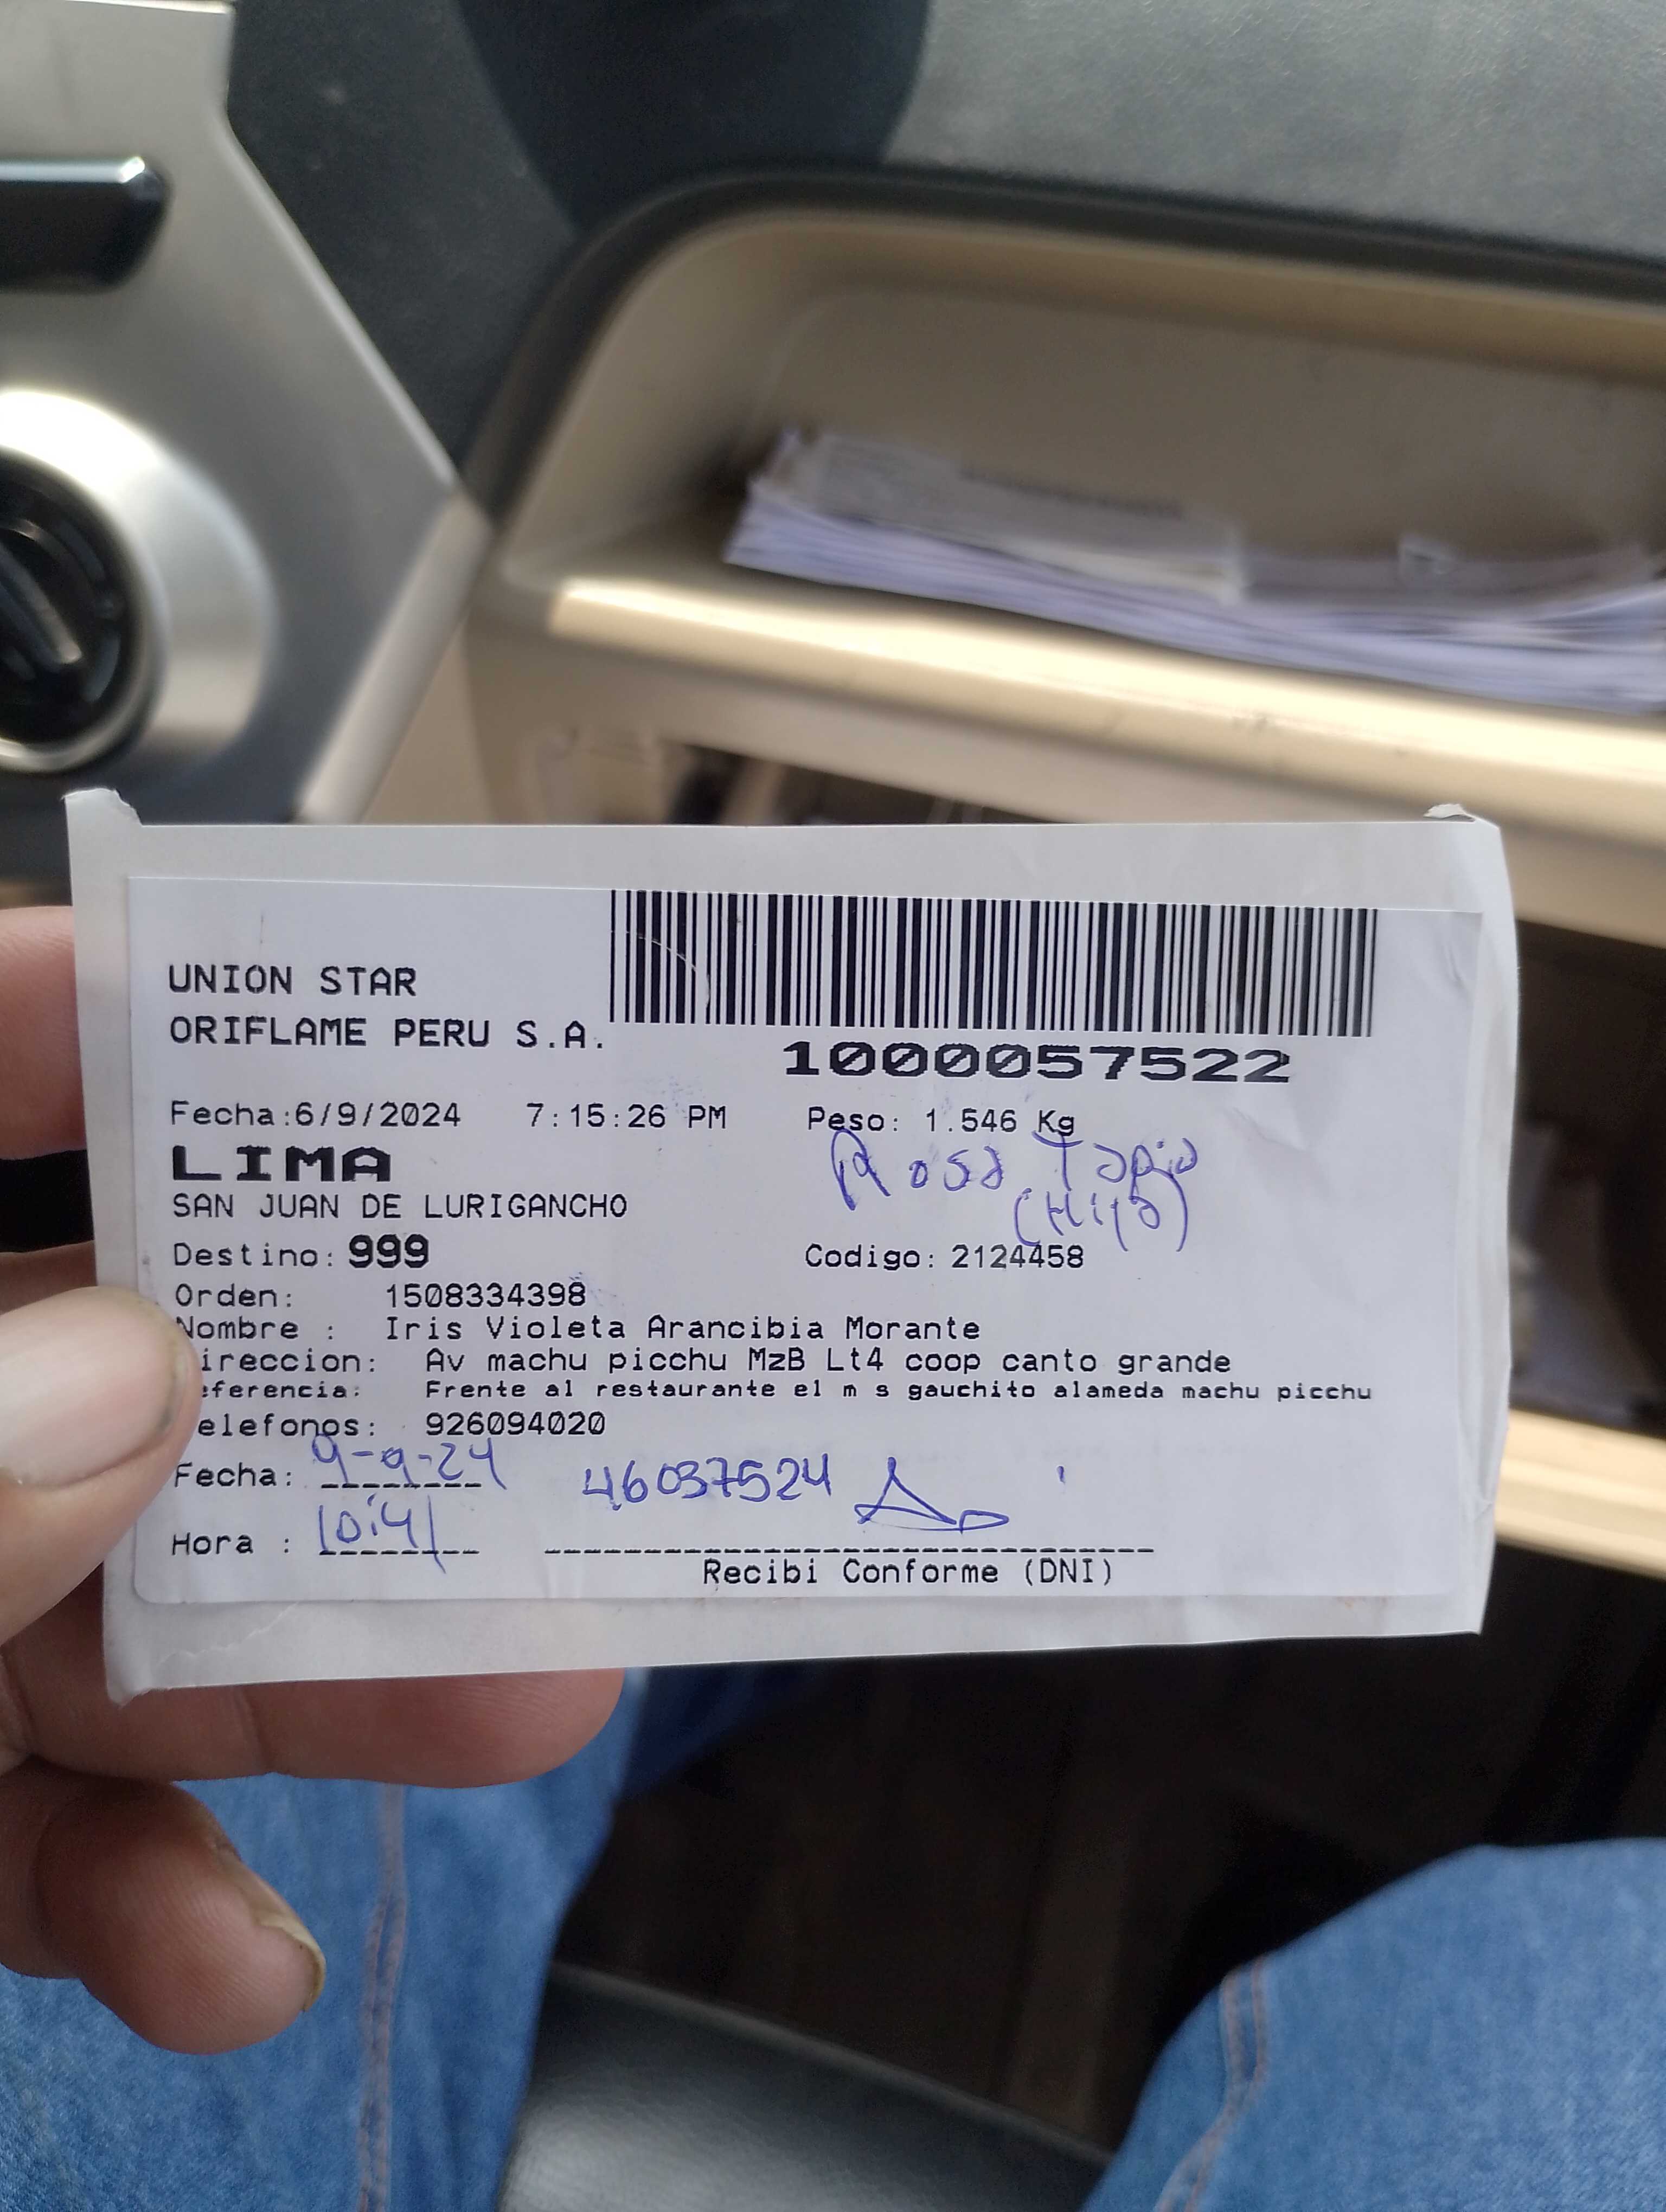 UNION STAR
ORIFLAME PERU S.A.
1000057522
Fecha:6/9/2024 7:15:26 PM Peso: 1.546 Kg
LIMA
Rosa Tapia
(Hija)
SAN JUAN DE LURIGANCHO
Destino: 999 Codigo: 2124458
Orden: 1508334398
Nombre : Iris Violeta Arancibia Morante
ireccion: Av machu picchu MzB Lt4 coop canto grande
eferencia: Frente al restaurante el m s gauchito alameda machu picchu
elefonos: 926094020
Fecha: 9-9-24 46037524
Hora : 10:41
Recibi Conforme (DNI)